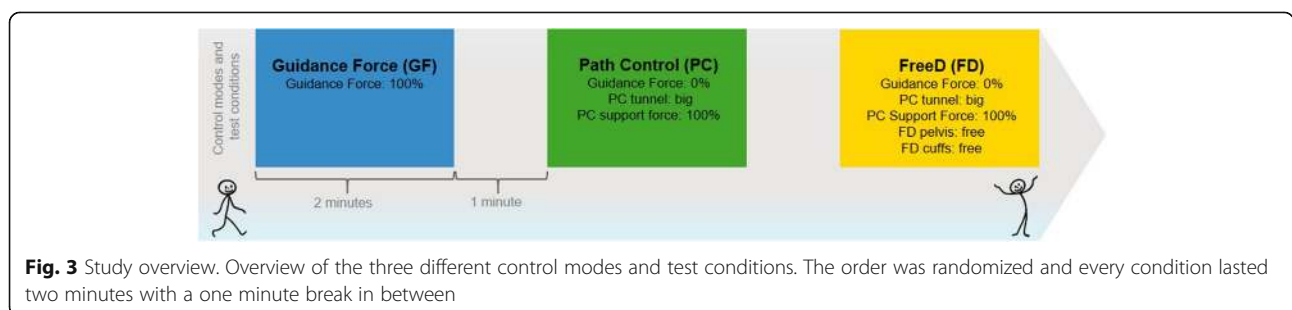 Control modes and
test conditions
Guidance Force (GF)
Guidance Force: 100%
Path Control (PC)
Guidance Force: 0%
PC tunnel: big
PC support force: 100%
FreeD (FD)
Guidance Force: 0%
PC tunnel: big
PC Support Force: 100%
FD pelvis: free
FD cuffs: free
2 minutes
1 minute
Fig. 3 Study overview. Overview of the three different control modes and test conditions. The order was randomized and every condition lasted
two minutes with a one minute break in between